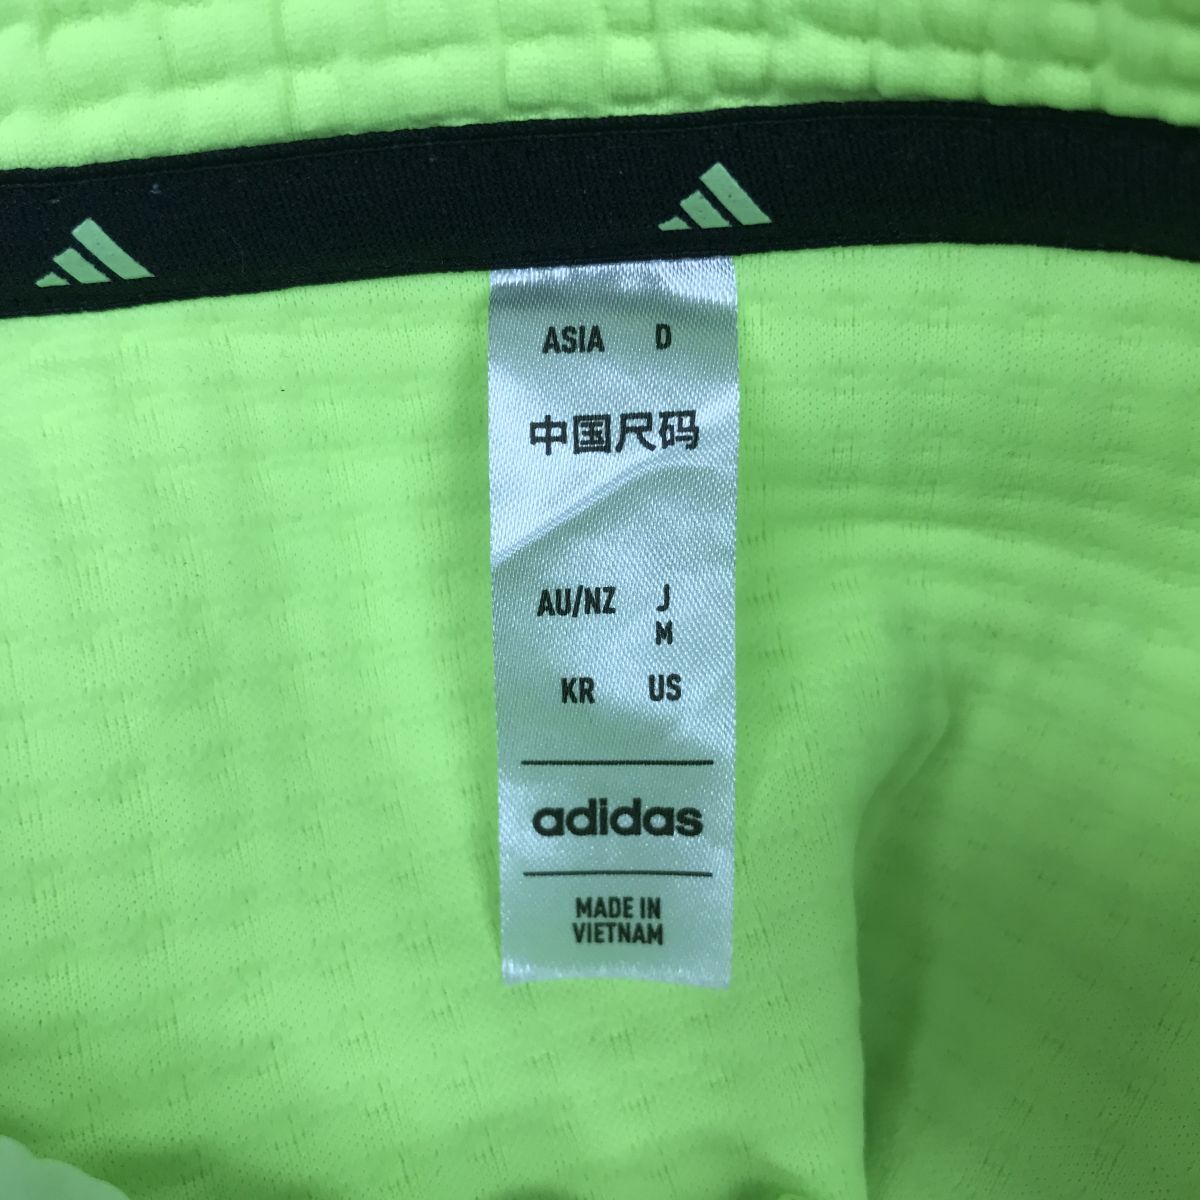 ASIA D
中国尺码
AU/NZ J
M
KR US
adidas
MADE IN
VIETNAM